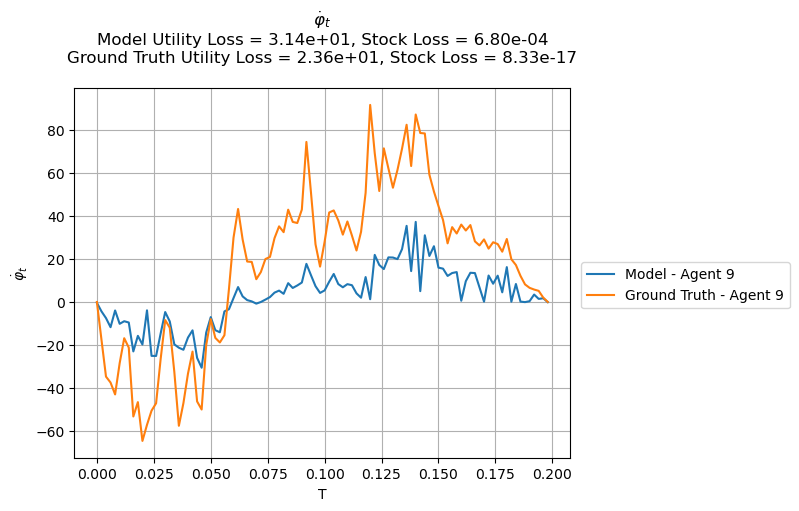 φ̇ₜ
Model Utility Loss = 3.14e+01, Stock Loss = 6.80e-04
Ground Truth Utility Loss = 2.36e+01, Stock Loss = 8.33e-17
80
60
40
20
0
−20
−40
−60
φ̇ₜ
0.000 0.025 0.050 0.075 0.100 0.125 0.150 0.175 0.200
T
Model - Agent 9
Ground Truth - Agent 9